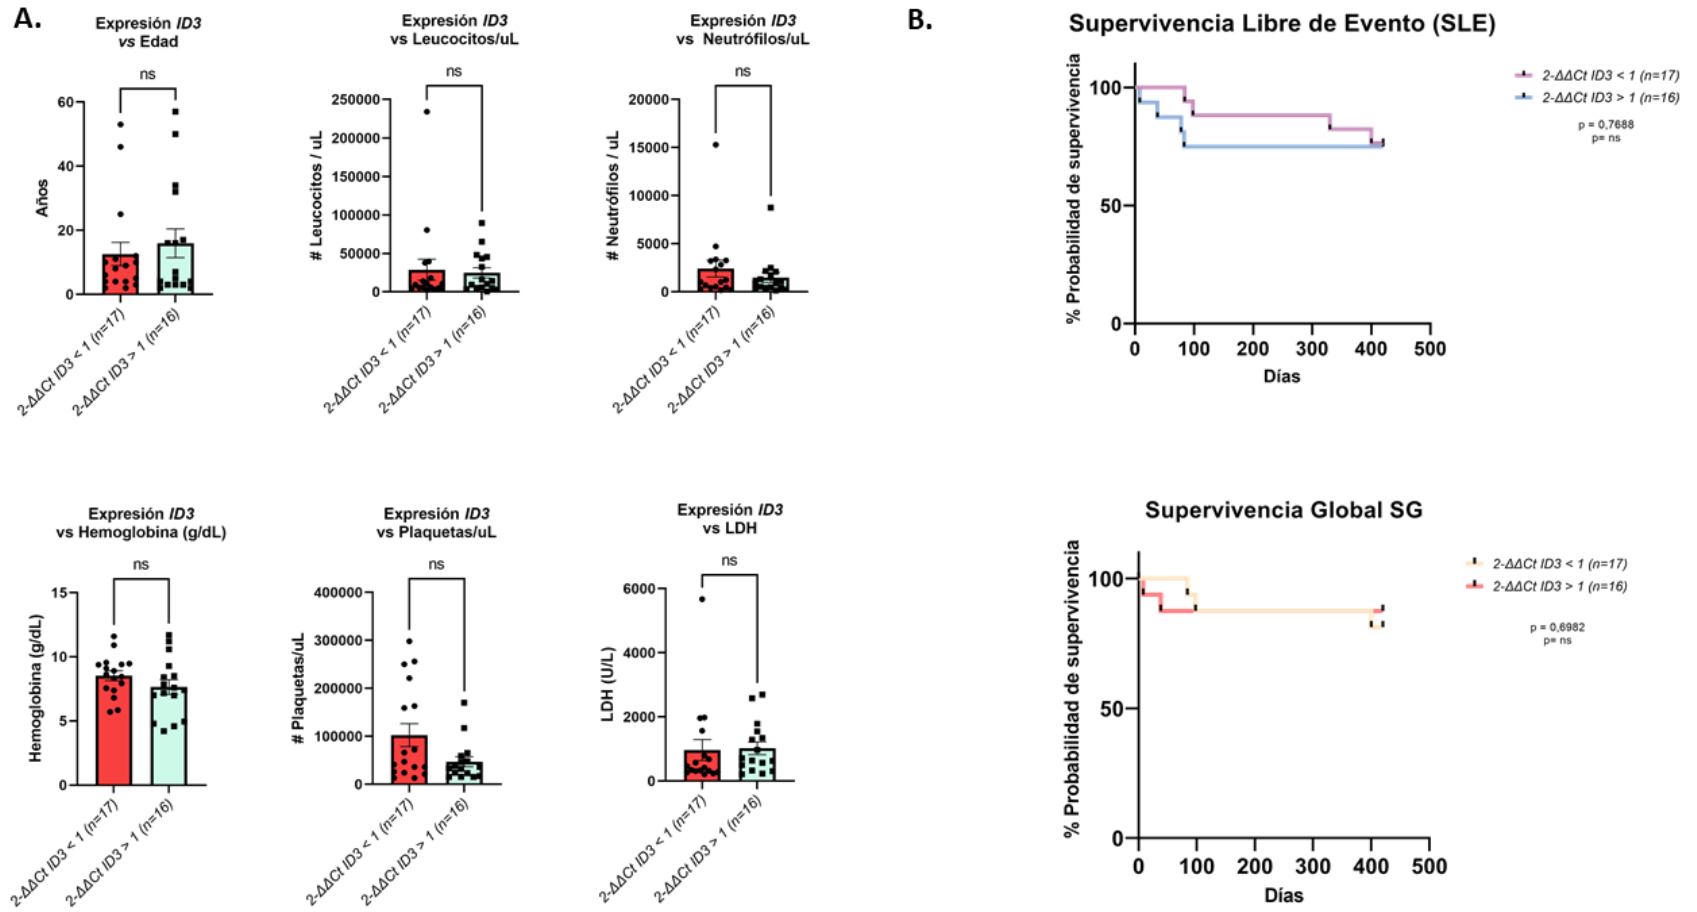 A.
Expresión ID3
vs Edad
ns
Años
60
40
20
0
2-ΔΔCt ID3 < 1 (n=17)
2-ΔΔCt ID3 > 1 (n=16)
Expresión ID3
vs Leucocitos/uL
ns
# Leucocitos / uL
250000
200000
150000
100000
50000
0
2-ΔΔCt ID3 < 1 (n=17)
2-ΔΔCt ID3 > 1 (n=16)
Expresión ID3
vs Neutrófilos/uL
ns
# Neutrófilos / uL
20000
15000
10000
5000
0
2-ΔΔCt ID3 < 1 (n=17)
2-ΔΔCt ID3 > 1 (n=16)
Expresión ID3
vs Hemoglobina (g/dL)
ns
Hemoglobina (g/dL)
15
10
5
0
2-ΔΔCt ID3 < 1 (n=17)
2-ΔΔCt ID3 > 1 (n=16)
Expresión ID3
vs Plaquetas/uL
ns
# Plaquetas/uL
400000
300000
200000
100000
0
2-ΔΔCt ID3 < 1 (n=17)
2-ΔΔCt ID3 > 1 (n=16)
Expresión ID3
vs LDH
ns
LDH (U/L)
6000
4000
2000
0
2-ΔΔCt ID3 < 1 (n=17)
2-ΔΔCt ID3 > 1 (n=16)
B.
Supervivencia Libre de Evento (SLE)
% Probabilidad de supervivencia
100
50
0
0 100 200 300 400 500
Días
2-ΔΔCt ID3 < 1 (n=17)
2-ΔΔCt ID3 > 1 (n=16)
p = 0,7688
p= ns
Supervivencia Global SG
% Probabilidad de supervivencia
100
50
0
0 100 200 300 400 500
Días
2-ΔΔCt ID3 < 1 (n=17)
2-ΔΔCt ID3 > 1 (n=16)
p = 0,6982
p= ns